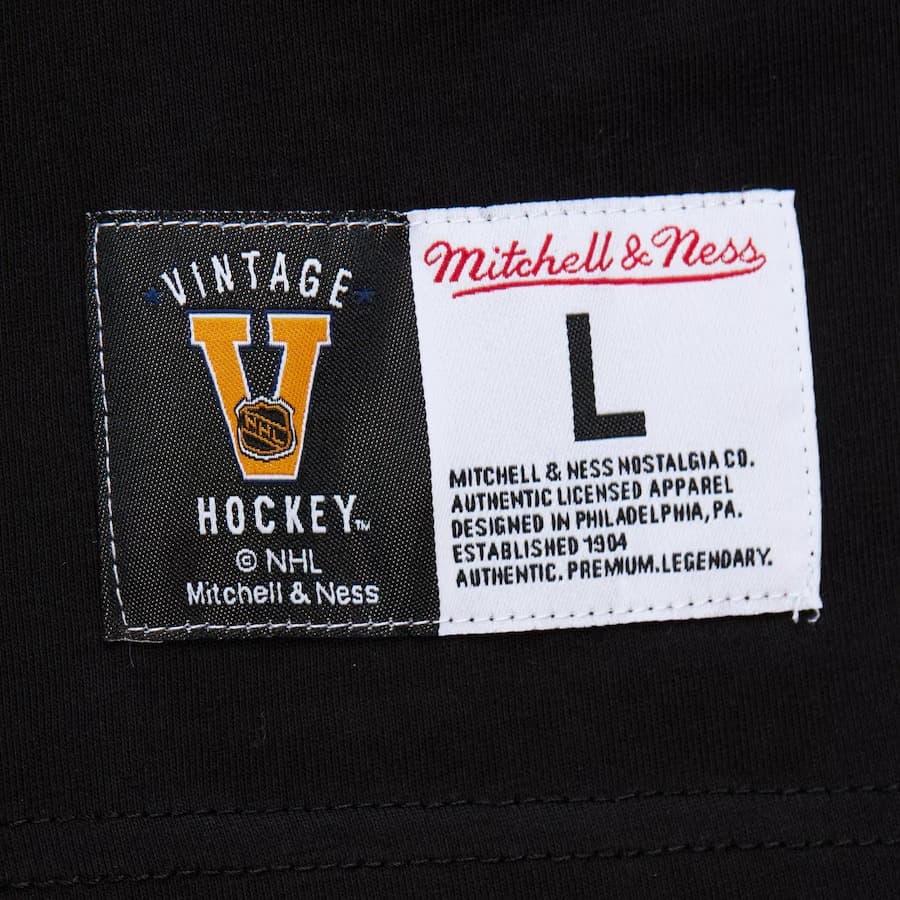 VINTAGE
V
NHL
HOCKEY™
© NHL
Mitchell & Ness
Mitchell & Ness
L
MITCHELL & NESS NOSTALGIA CO.
AUTHENTIC LICENSED APPAREL
DESIGNED IN PHILADELPHIA, PA.
ESTABLISHED 1904
AUTHENTIC. PREMIUM. LEGENDARY.